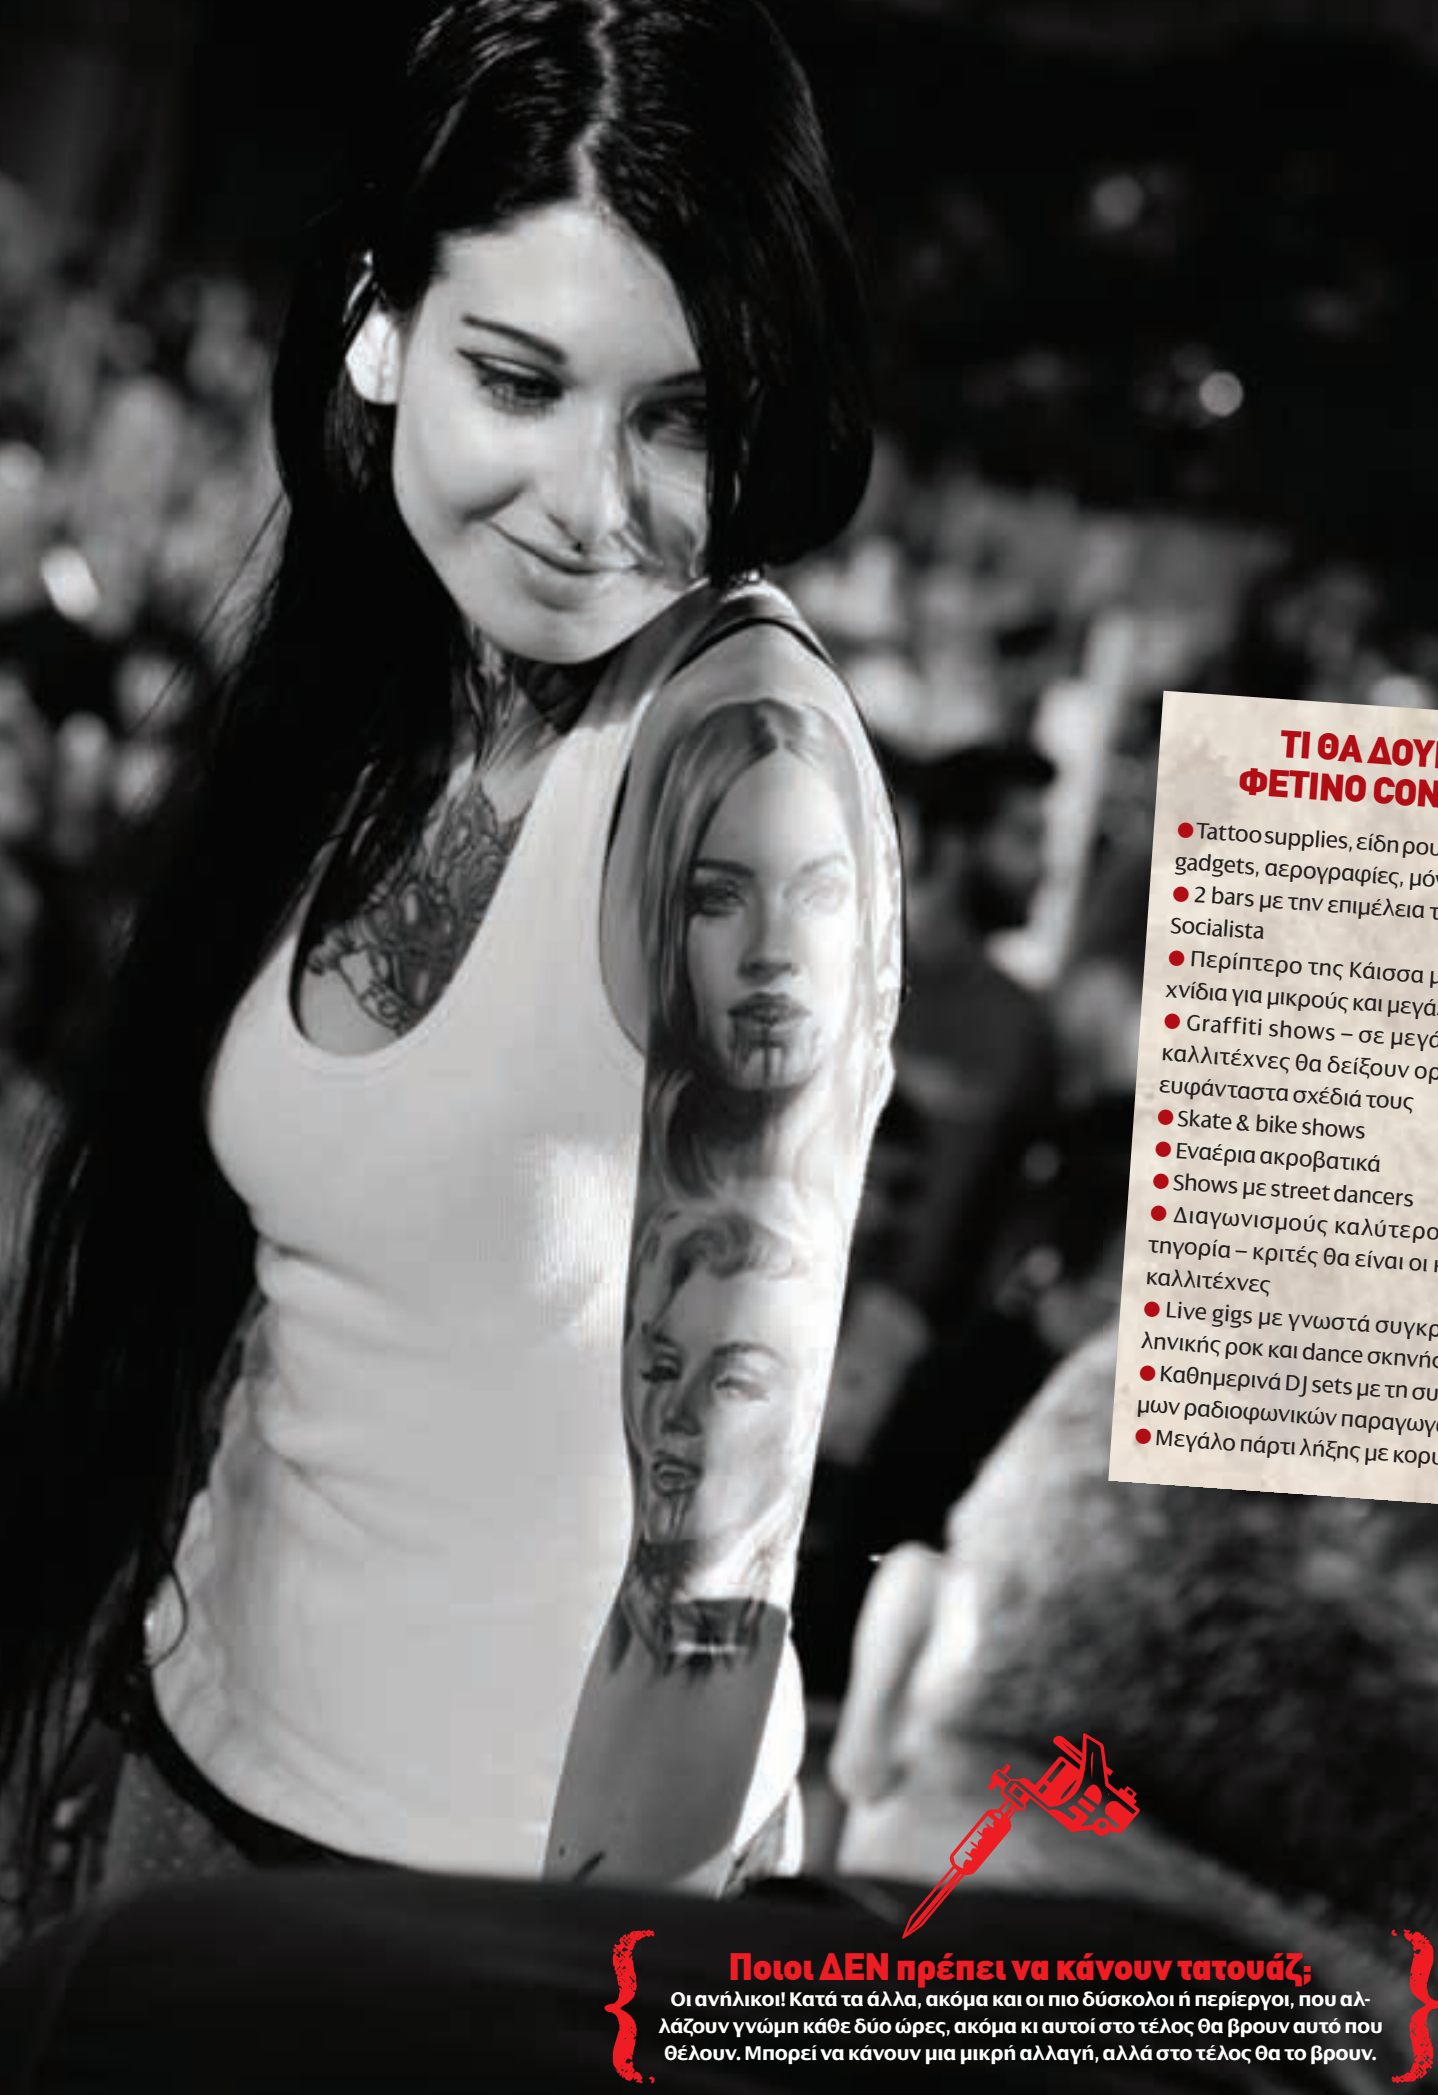 ΤΙ ΘΑ
ΦΕΤΙΝΟ
● Tattoo supplies, είδη
gadgets, αερογραφίες,
● 2 bars με την επιμέλεια
Socialista
● Περίπτερο της Κάισσα
χνίδια για μικρούς και
● Graffiti shows – σε
καλλιτέχνες θα δείξουν
ευφάνταστα σχέδιά τους
● Skate & bike shows
● Εναέρια ακροβατικά
● Shows με street dancers
● Διαγωνισμούς
τηγορία – κριτές θα είναι οι
καλλιτέχνες
● Live gigs με γνωστά
ληνικής ροκ και dance
● Καθημερινά DJ sets με τη
μων ραδιοφωνικών
● Μεγάλο πάρτι λήξης με
Ποιοι ΔΕΝ πρέπει να κάνουν τατουάζ;
Οι ανήλικοι! Κατά τα άλλα, ακόμα και οι πιο δύσκολοι ή περίεργοι, που αλ-
λάζουν γνώμη κάθε δύο ώρες, ακόμα κι αυτοί στο τέλος θα βρουν αυτό που
θέλουν. Μπορεί να κάνουν μια μικρή αλλαγή, αλλά στο τέλος θα το βρουν.